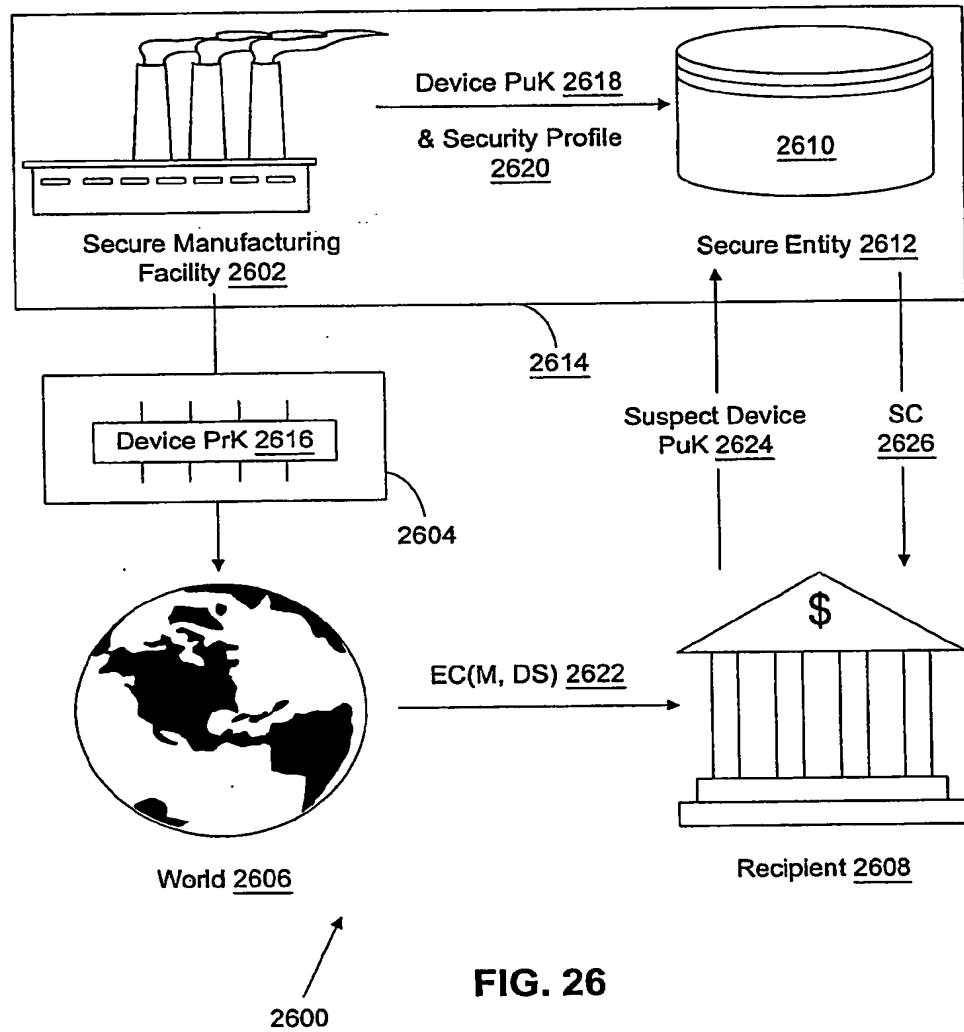 Device PuK 2618
& Security Profile
2620
2610
Secure Manufacturing
Facility 2602
Secure Entity 2612
2614
Device PrK 2616
2604
Suspect Device
PuK 2624
SC
2626
$
EC(M, DS) 2622
World 2606
Recipient 2608
2600
FIG. 26